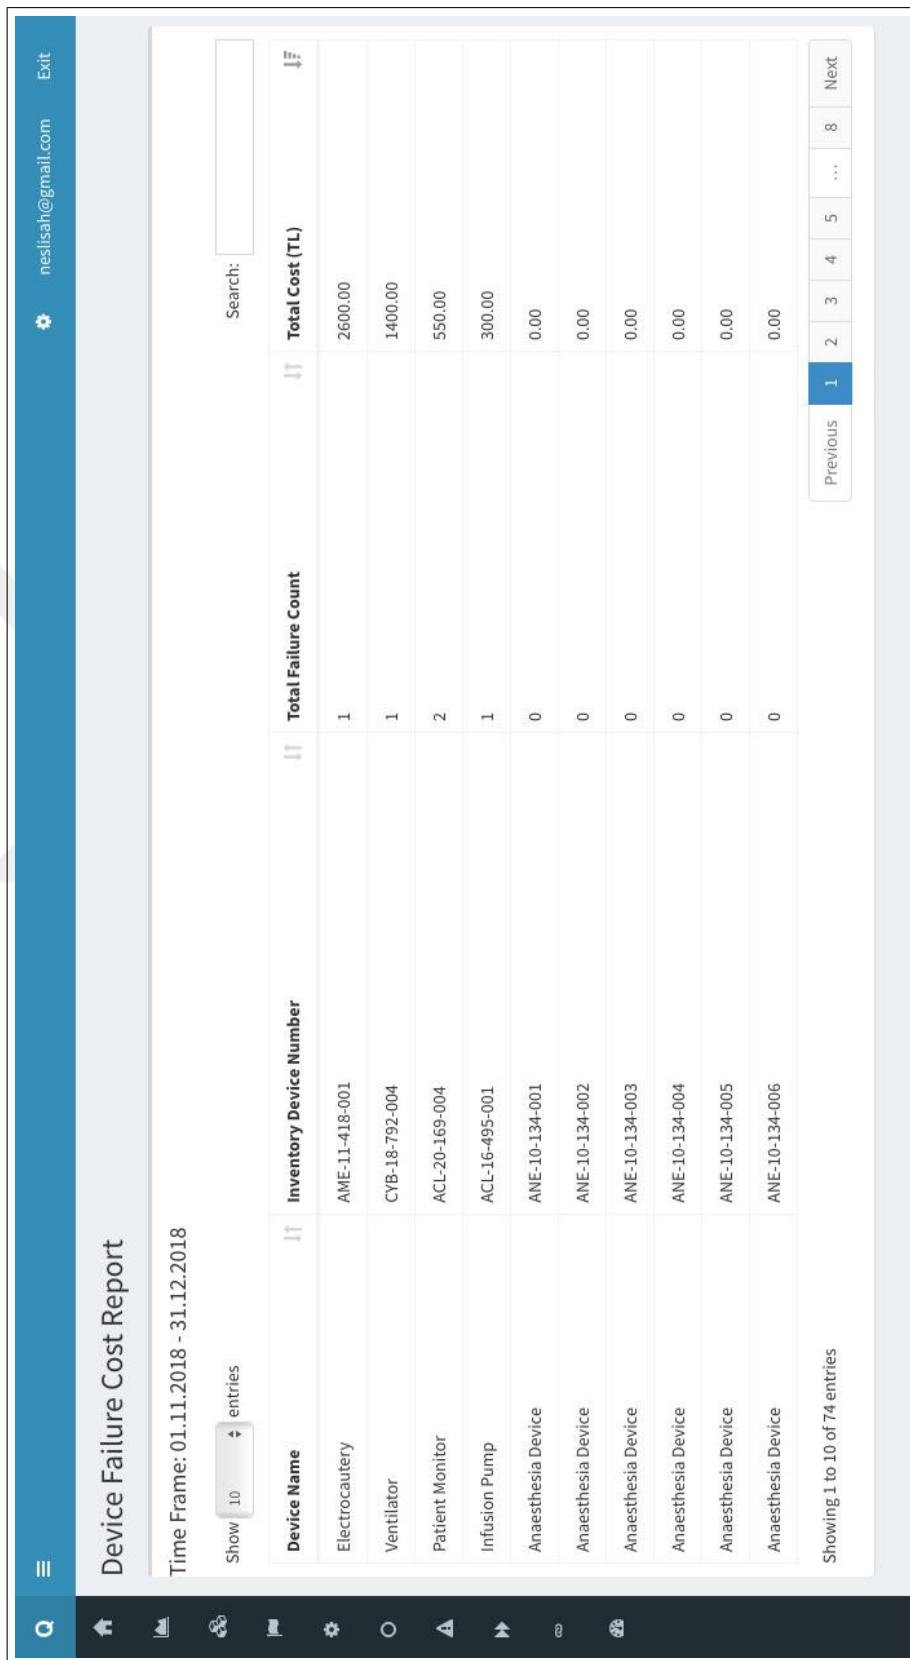 Q neslisah@gmail.com Exit
Device Failure Cost Report
Time Frame: 01.11.2018 - 31.12.2018
Show 10 entries Search:
Device Name Inventory Device Number Total Failure Count Total Cost (TL)
Electrocautery AME-11-418-001 1 2600.00
Ventilator CYB-18-792-004 1 1400.00
Patient Monitor ACL-20-169-004 2 550.00
Infusion Pump ACL-16-495-001 1 300.00
Anaesthesia Device ANE-10-134-001 0 0.00
Anaesthesia Device ANE-10-134-002 0 0.00
Anaesthesia Device ANE-10-134-003 0 0.00
Anaesthesia Device ANE-10-134-004 0 0.00
Anaesthesia Device ANE-10-134-005 0 0.00
Anaesthesia Device ANE-10-134-006 0 0.00
Showing 1 to 10 of 74 entries Previous 1 2 3 4 5 ... 8 Next